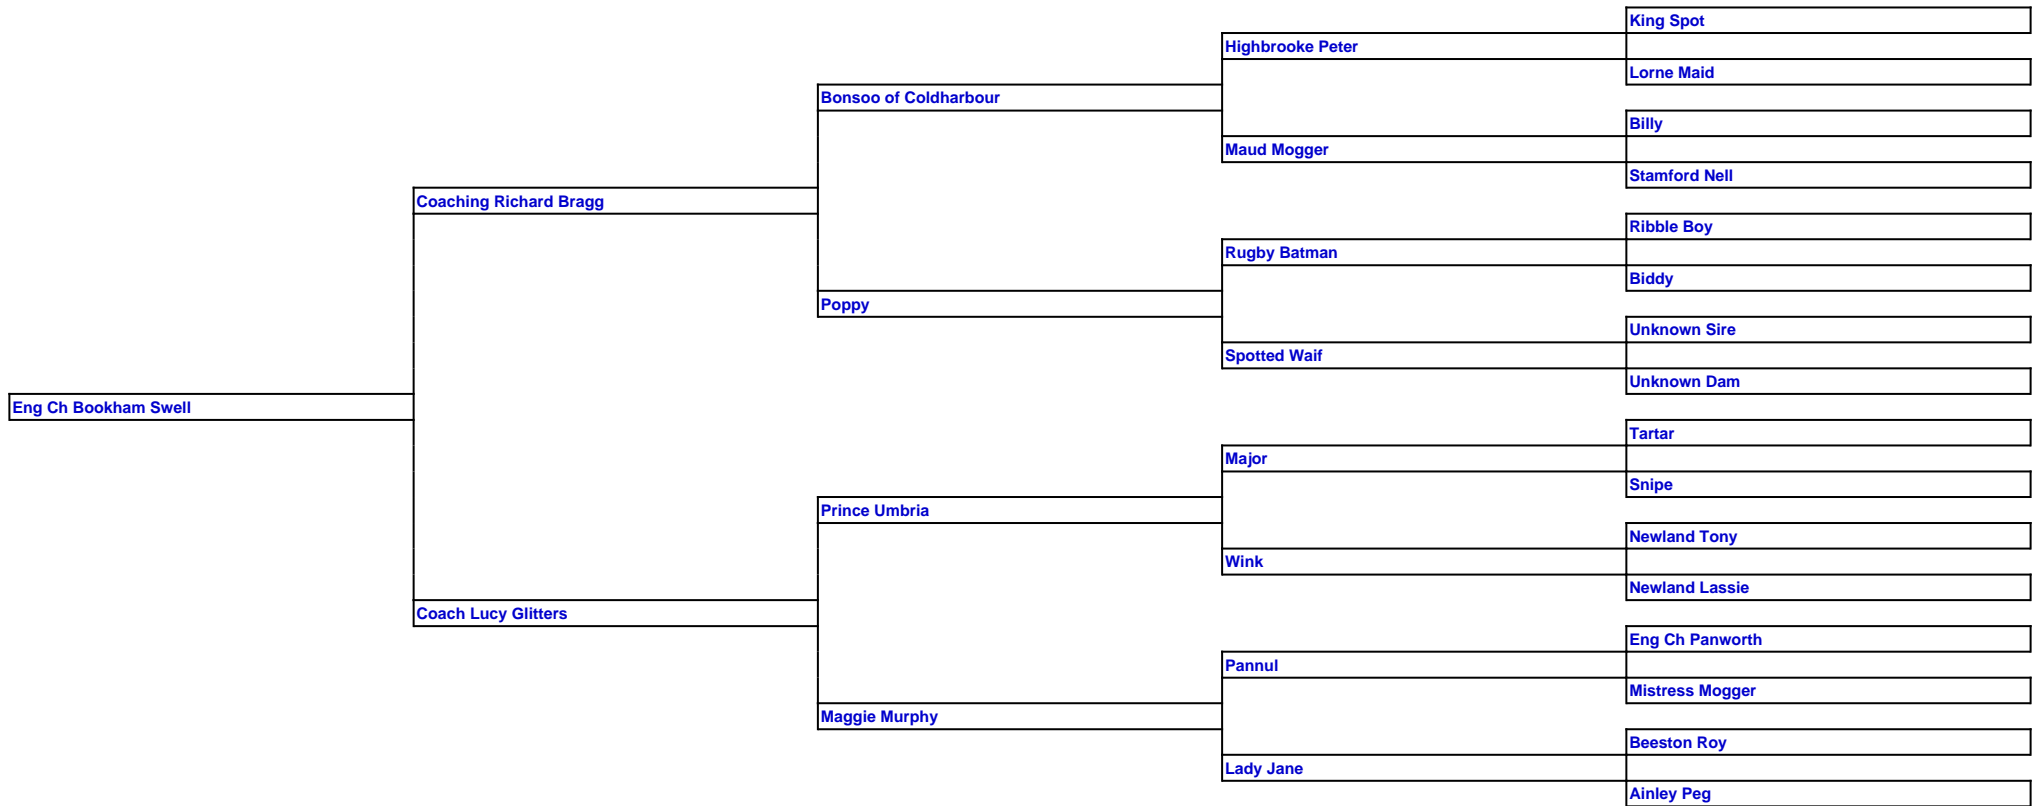 King Spot
Highbrooke Peter
Lorne Maid
Bonsoo of Coldharbour
Billy
Maud Mogger
Stamford Nell
Coaching Richard Bragg
Ribble Boy
Rugby Batman
Biddy
Poppy
Unknown Sire
Spotted Waif
Unknown Dam
Eng Ch Bookham Swell
Tartar
Major
Snipe
Prince Umbria
Newland Tony
Wink
Newland Lassie
Coach Lucy Glitters
Eng Ch Panworth
Pannul
Mistress Mogger
Maggie Murphy
Beeston Roy
Lady Jane
Ainley Peg